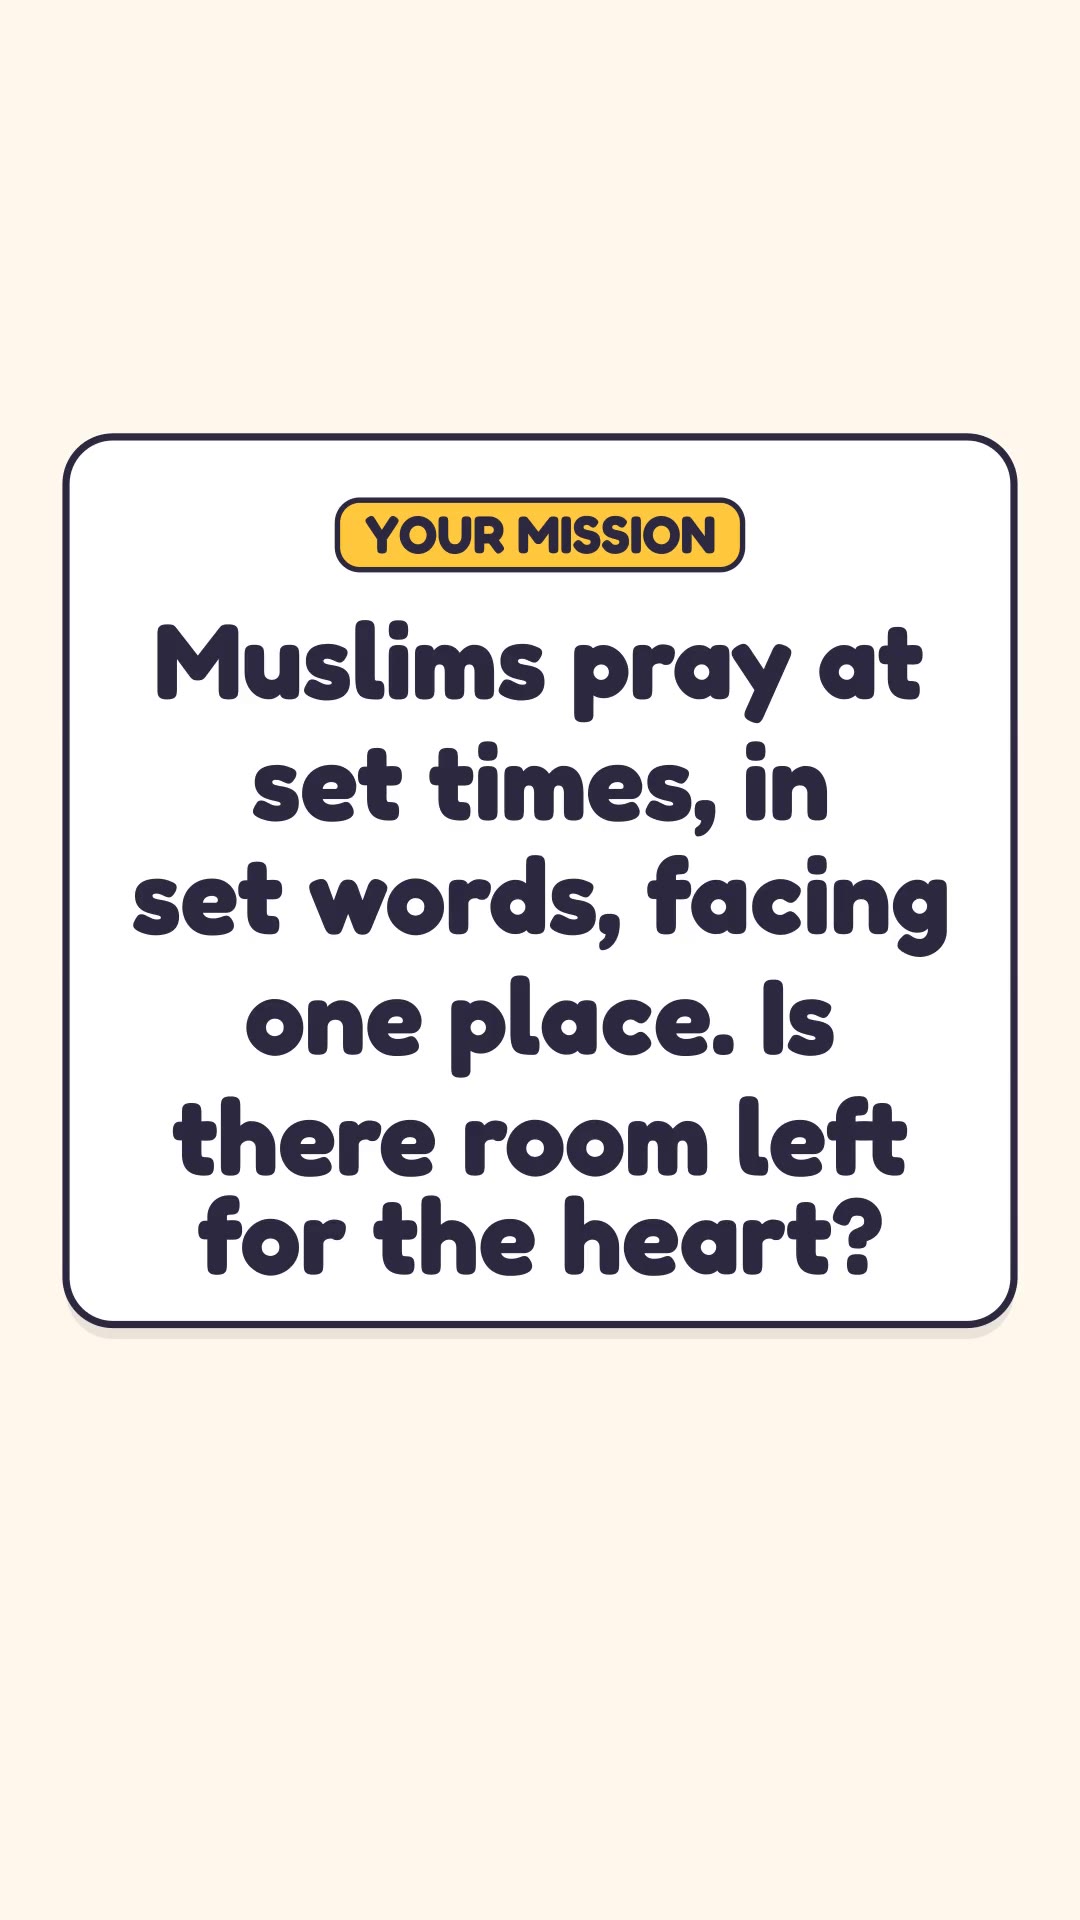 YOUR MISSION
Muslims pray at
set times, in
set words, facing
one place. Is
there room left
for the heart?